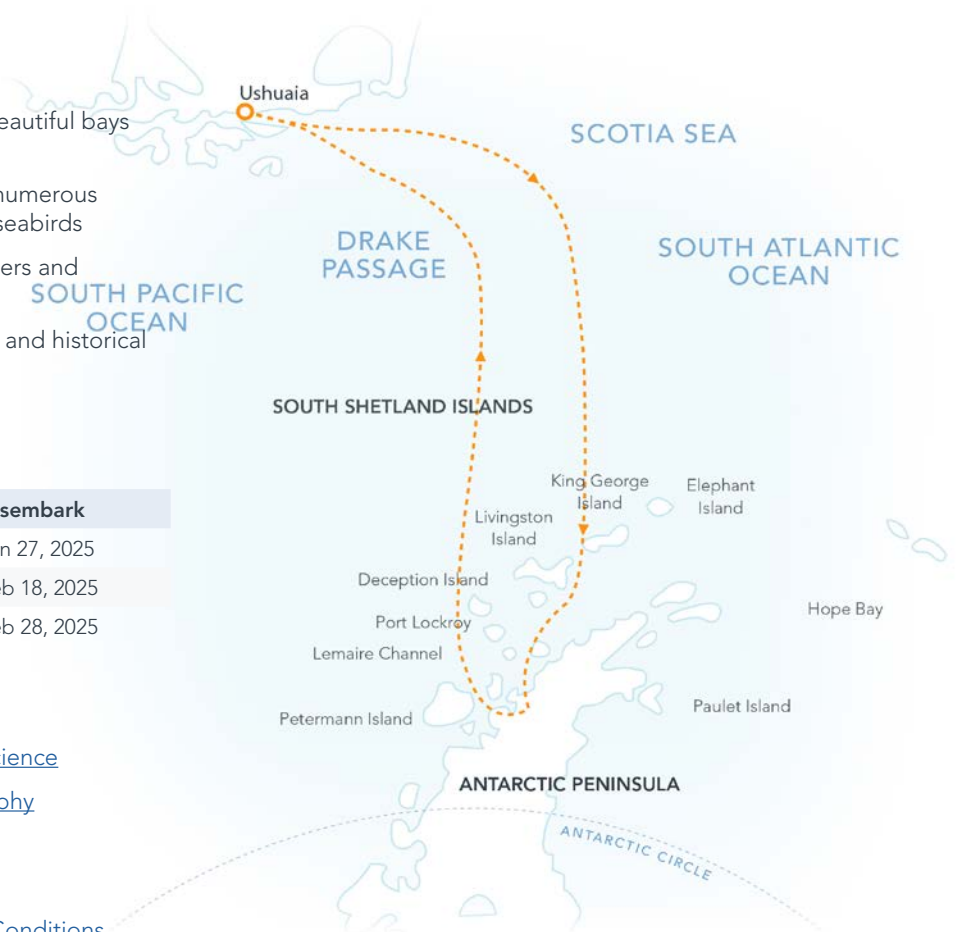 eautiful bays
numerous
seabirds
ers and
and historical
sembark
n 27, 2025
eb 18, 2025
eb 28, 2025
ience
phy
Conditions
Ushuaia
SCOTIA SEA
DRAKE
PASSAGE
SOUTH ATLANTIC
OCEAN
SOUTH PACIFIC
OCEAN
SOUTH SHETLAND ISLANDS
King George
Island
Elephant
Island
Livingston
Island
Deception Island
Port Lockroy
Hope Bay
Lemaire Channel
Petermann Island
Paulet Island
ANTARCTIC PENINSULA
ANTARCTIC CIRCLE